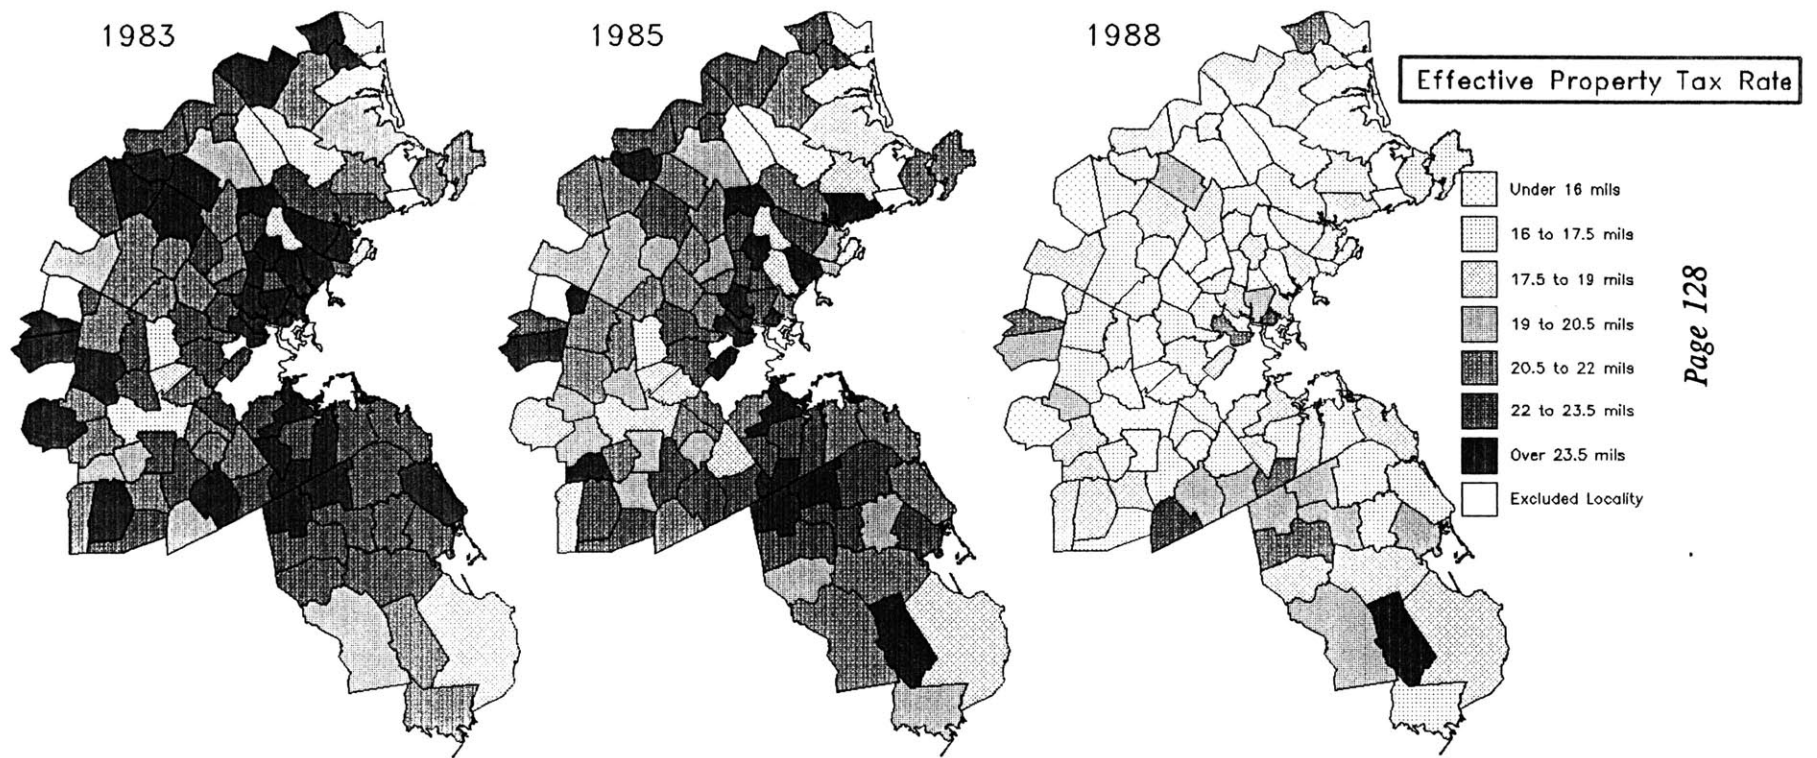 1983
1985
1988
Effective Property Tax Rate
Under 16 mils
16 to 17.5 mils
17.5 to 19 mils
19 to 20.5 mils
20.5 to 22 mils
22 to 23.5 mils
Over 23.5 mils
Excluded Locality
Page 128